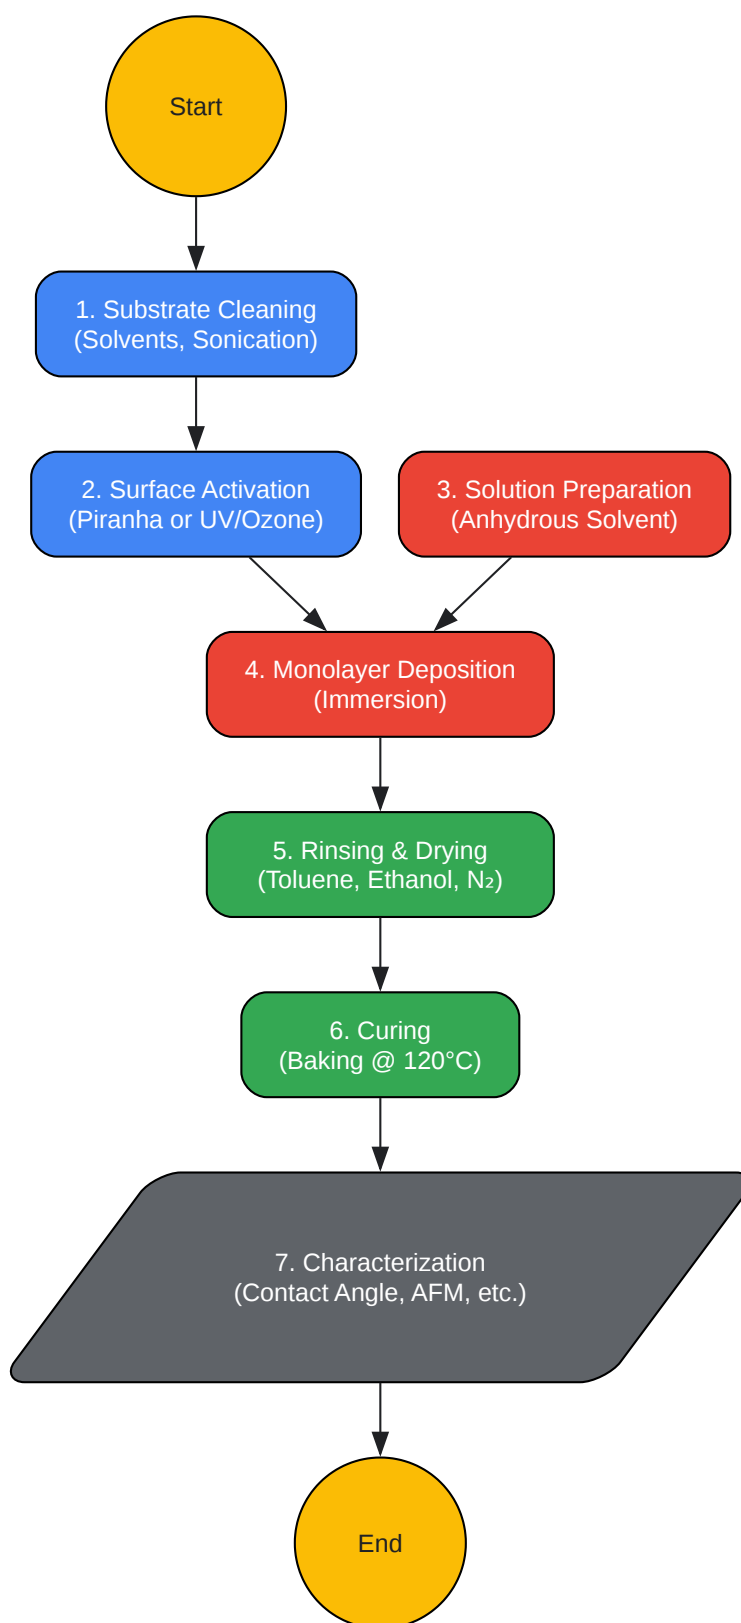 Start
1. Substrate Cleaning
(Solvents, Sonication)
2. Surface Activation
(Piranha or UV/Ozone)
3. Solution Preparation
(Anhydrous Solvent)
4. Monolayer Deposition
(Immersion)
5. Rinsing & Drying
(Toluene, Ethanol, N₂)
6. Curing
(Baking @ 120°C)
7. Characterization
(Contact Angle, AFM, etc.)
End